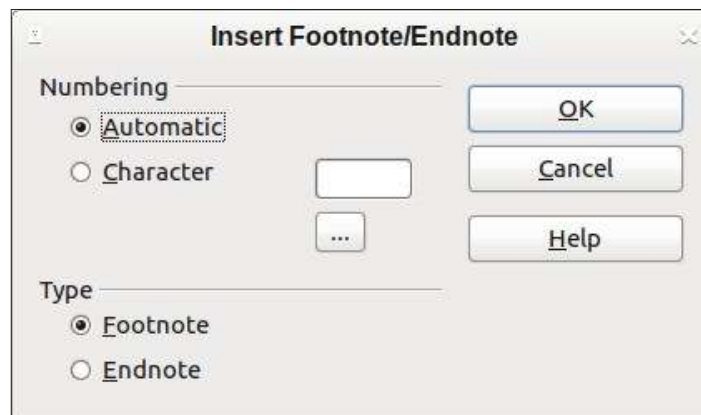 Insert Footnote/Endnote
Numbering
Automatic
Character
...
Type
Footnote
Endnote
OK
Cancel
Help